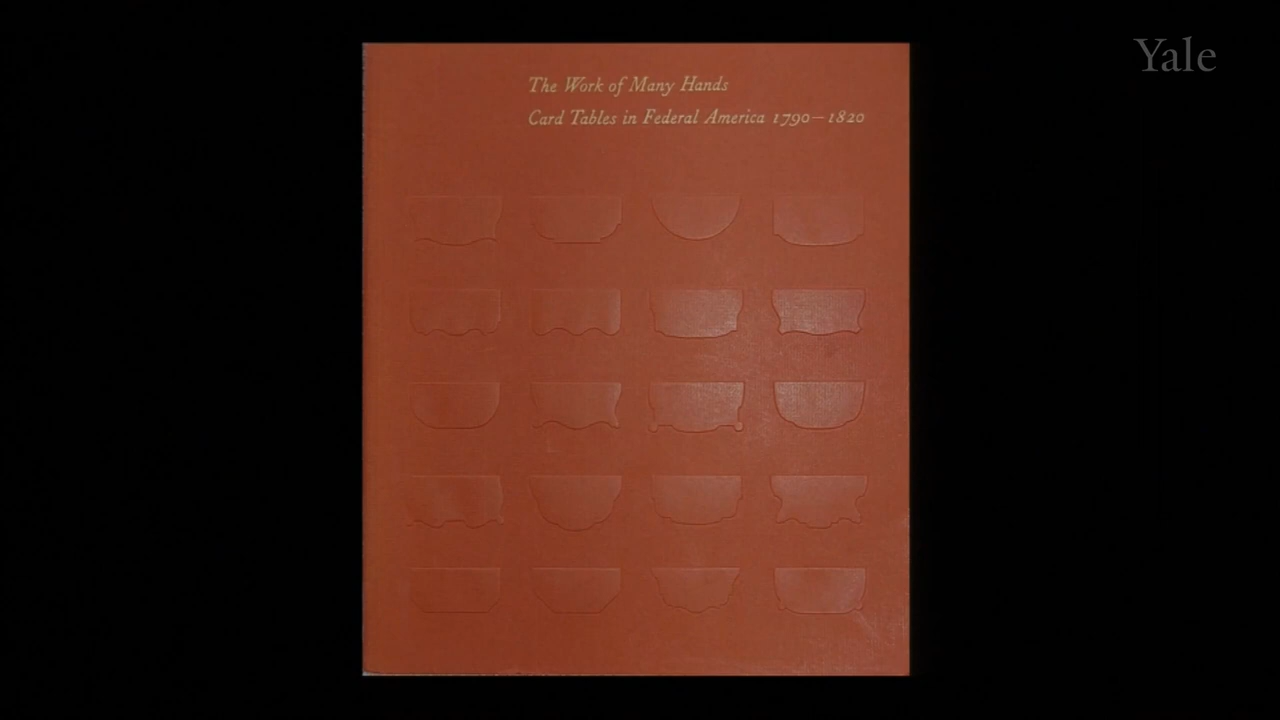 Yale
The Work of Many Hands
Card Tables in Federal America 1790–1820